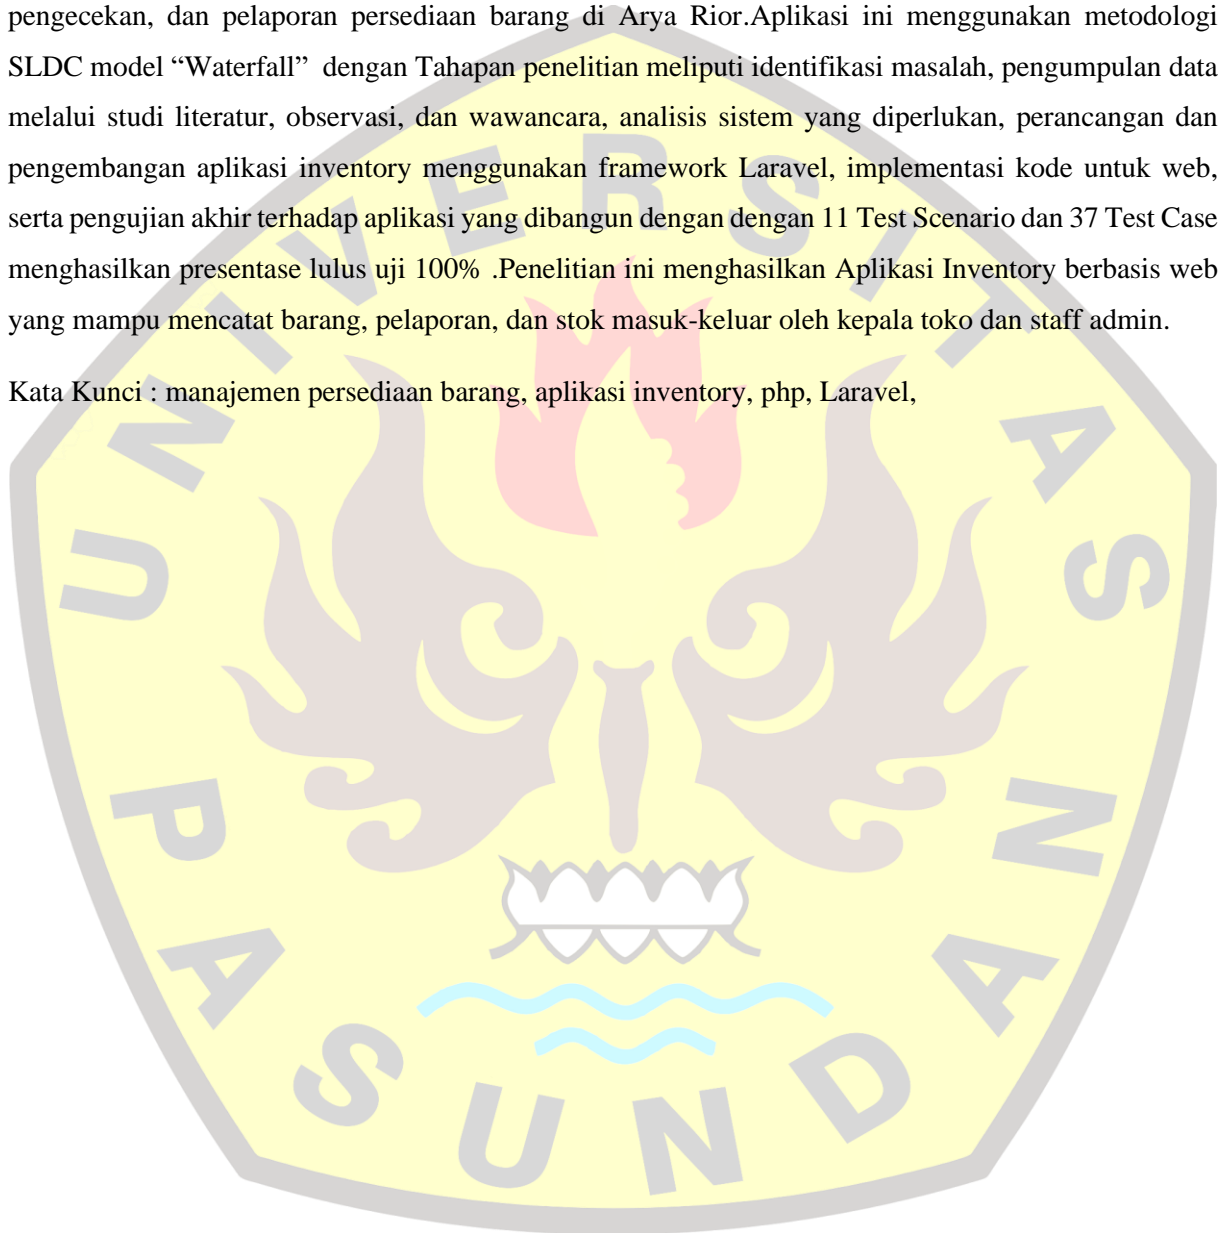 pengecekan, dan pelaporan persediaan barang di Arya Rior.Aplikasi ini menggunakan metodologi
SLDC model “Waterfall”  dengan Tahapan penelitian meliputi identifikasi masalah, pengumpulan data
melalui studi literatur, observasi, dan wawancara, analisis sistem yang diperlukan, perancangan dan
pengembangan aplikasi inventory menggunakan framework Laravel, implementasi kode untuk web,
serta pengujian akhir terhadap aplikasi yang dibangun dengan dengan 11 Test Scenario dan 37 Test Case
menghasilkan presentase lulus uji 100% .Penelitian ini menghasilkan Aplikasi Inventory berbasis web
yang mampu mencatat barang, pelaporan, dan stok masuk-keluar oleh kepala toko dan staff admin.
Kata Kunci : manajemen persediaan barang, aplikasi inventory, php, Laravel,
UNIVERSITAS
PASUNDAN